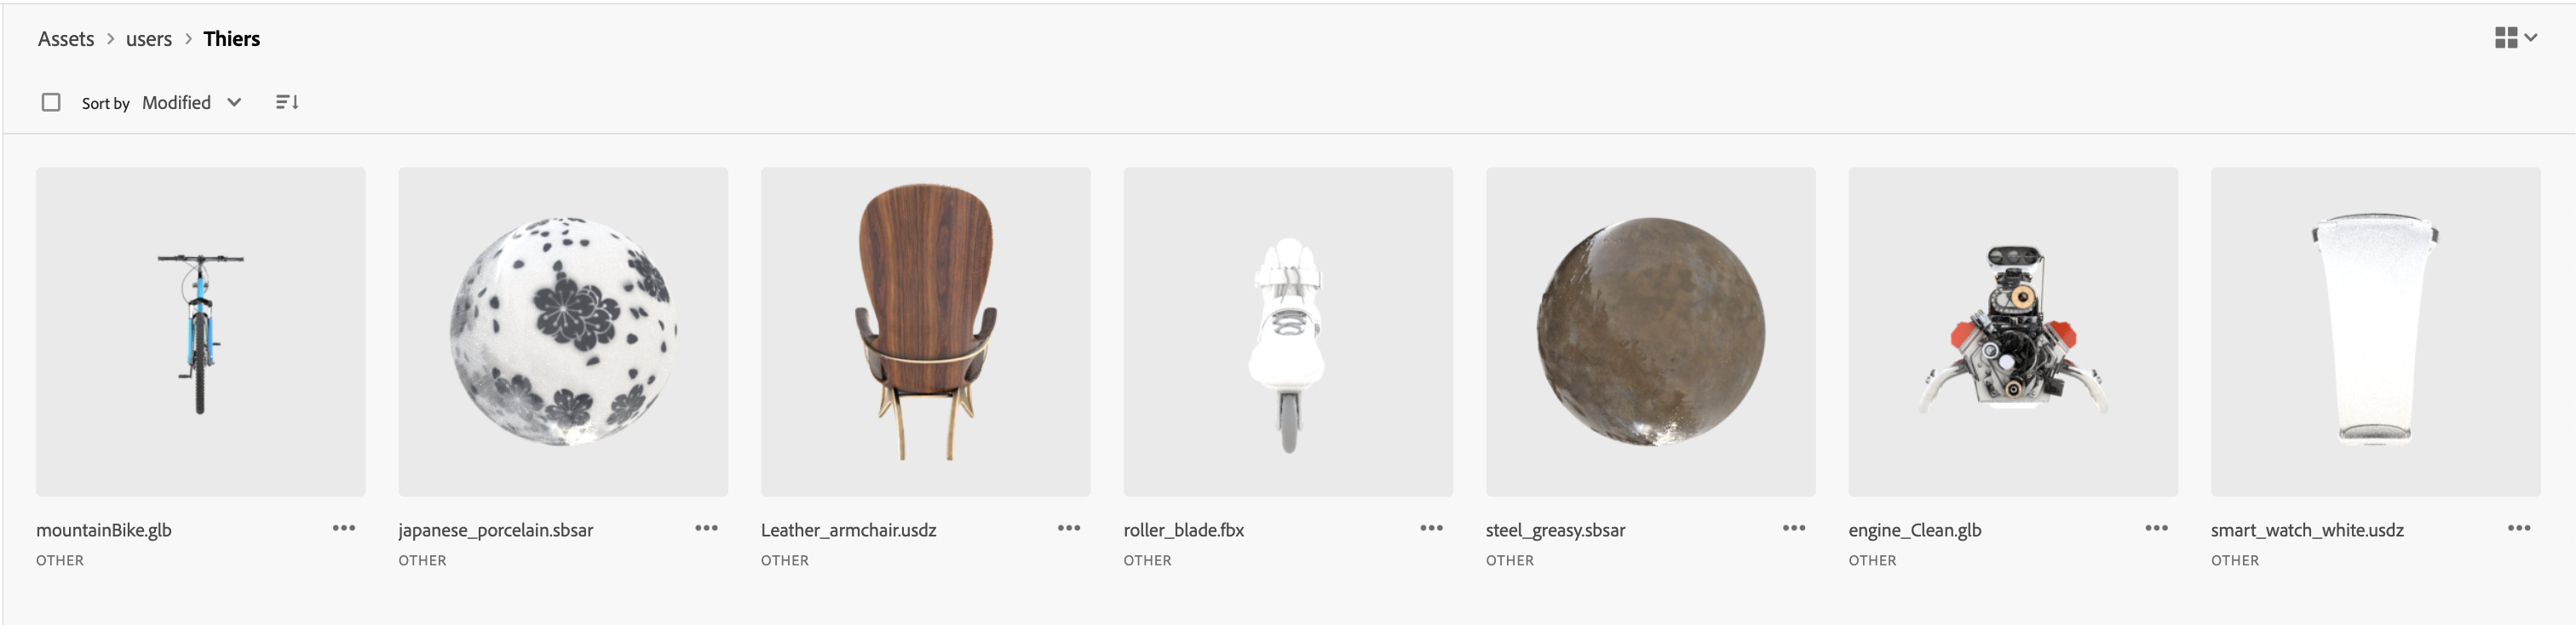 Assets > users > Thiers
Sort by Modified
mountainBike.glb
OTHER
japanese_porcelain.sbsar
OTHER
Leather_armchair.usdz
OTHER
roller_blade.fbx
OTHER
steel_greasy.sbsar
OTHER
engine_Clean.glb
OTHER
smart_watch_white.usdz
OTHER